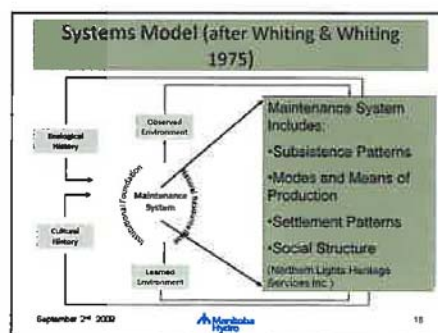 Systems Model (after Whiting & Whiting
1975)
Observed
Environment
Ecological
History
Institutional Foundation
Maintenance
System
Cultural
History
Learned
Environment
Maintenance System
Includes:
•Subsistence Patterns
•Modes and Means of
Production
•Settlement Patterns
•Social Structure
(Northern Lights Heritage
Services Inc.)
September 2nd 2009
Manitoba
Hydro